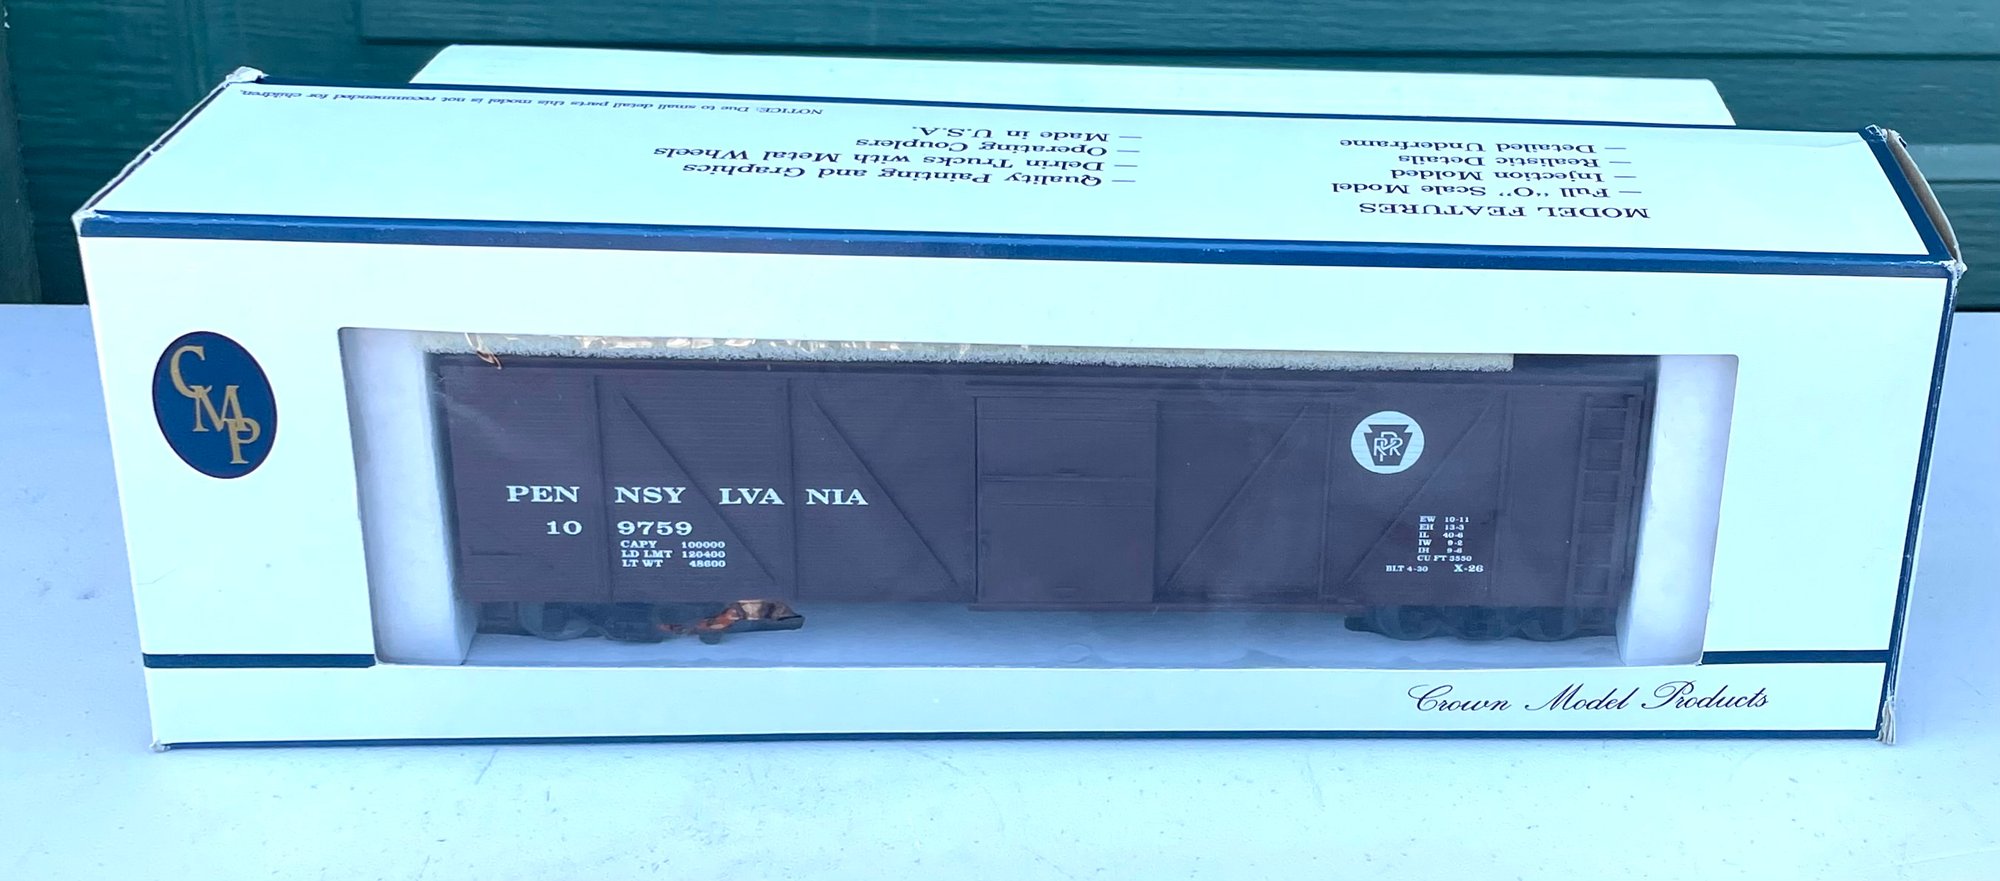 MODEL FEATURES
— Full "O" Scale Model
— Injection Molded
— Realistic Details
— Detailed Underframe
— Quality Painting and Graphics
— Delrin Trucks with Metal Wheels
— Operating Couplers
— Made in U.S.A.
NOTICE: Due to small detail parts this model is not recommended for children.
CMP
PRR
PEN NSY LVA NIA
10 9759
CAPY 100000
LD LMT 120400
LT WT 48600
EW 10-11
EH 13-3
IL 40-6
IW 9-2
IH 9-6
CU FT 3550
BLT 4-30 X-26
Crown Model Products